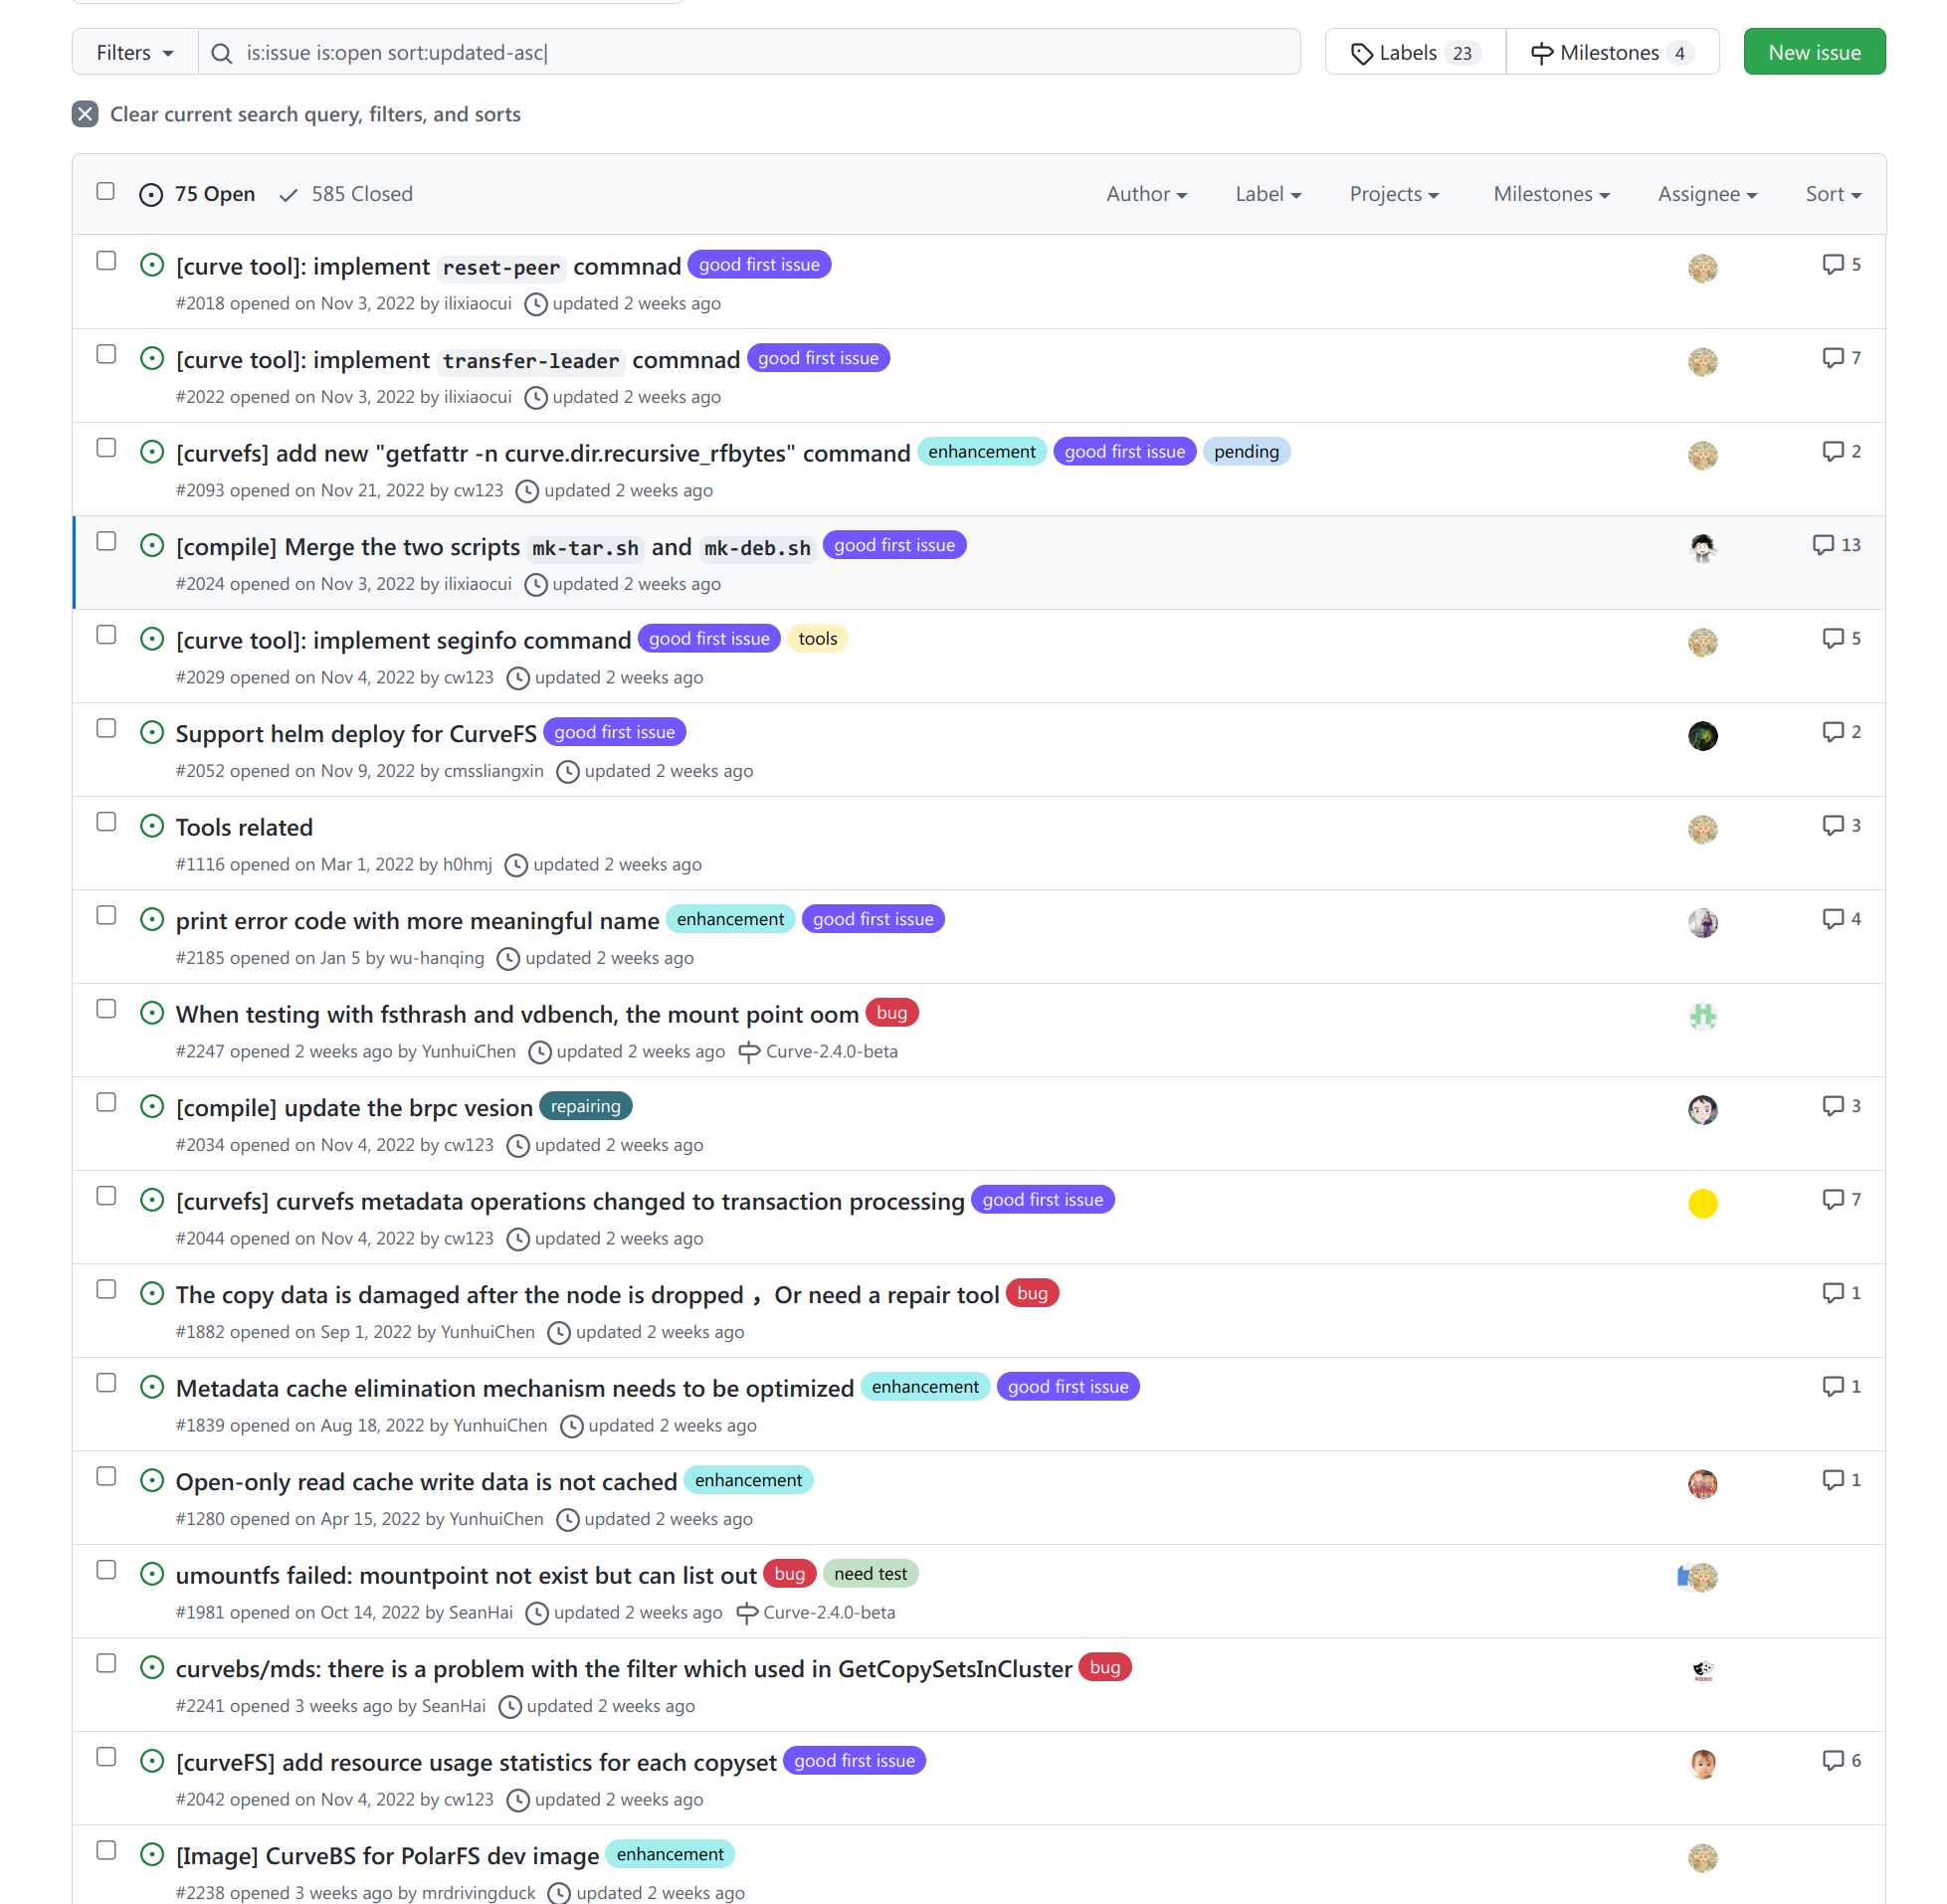 Filters is:issue is:open sort:updated-asc Labels 23 Milestones 4 New issue
Clear current search query, filters, and sorts
75 Open 585 Closed Author Label Projects Milestones Assignee Sort
[curve tool]: implement reset-peer commnad good first issue 5
#2018 opened on Nov 3, 2022 by ilixiaocui updated 2 weeks ago
[curve tool]: implement transfer-leader commnad good first issue 7
#2022 opened on Nov 3, 2022 by ilixiaocui updated 2 weeks ago
[curvefs] add new "getfattr -n curve.dir.recursive_rfbytes" command enhancement good first issue pending 2
#2093 opened on Nov 21, 2022 by cw123 updated 2 weeks ago
[compile] Merge the two scripts mk-tar.sh and mk-deb.sh good first issue 13
#2024 opened on Nov 3, 2022 by ilixiaocui updated 2 weeks ago
[curve tool]: implement seginfo command good first issue tools 5
#2029 opened on Nov 4, 2022 by cw123 updated 2 weeks ago
Support helm deploy for CurveFS good first issue 2
#2052 opened on Nov 9, 2022 by cmssliangxin updated 2 weeks ago
Tools related 3
#1116 opened on Mar 1, 2022 by h0hmj updated 2 weeks ago
print error code with more meaningful name enhancement good first issue 4
#2185 opened on Jan 5 by wu-hanqing updated 2 weeks ago
When testing with fsthrash and vdbench, the mount point oom bug
#2247 opened 2 weeks ago by YunhuiChen updated 2 weeks ago Curve-2.4.0-beta
[compile] update the brpc vesion repairing 3
#2034 opened on Nov 4, 2022 by cw123 updated 2 weeks ago
[curvefs] curvefs metadata operations changed to transaction processing good first issue 7
#2044 opened on Nov 4, 2022 by cw123 updated 2 weeks ago
The copy data is damaged after the node is dropped ，Or need a repair tool bug 1
#1882 opened on Sep 1, 2022 by YunhuiChen updated 2 weeks ago
Metadata cache elimination mechanism needs to be optimized enhancement good first issue 1
#1839 opened on Aug 18, 2022 by YunhuiChen updated 2 weeks ago
Open-only read cache write data is not cached enhancement 1
#1280 opened on Apr 15, 2022 by YunhuiChen updated 2 weeks ago
umountfs failed: mountpoint not exist but can list out bug need test
#1981 opened on Oct 14, 2022 by SeanHai updated 2 weeks ago Curve-2.4.0-beta
curvebs/mds: there is a problem with the filter which used in GetCopySetsInCluster bug
#2241 opened 3 weeks ago by SeanHai updated 2 weeks ago
[curveFS] add resource usage statistics for each copyset good first issue 6
#2042 opened on Nov 4, 2022 by cw123 updated 2 weeks ago
[Image] CurveBS for PolarFS dev image enhancement
#2238 opened 3 weeks ago by mrdrivingduck updated 2 weeks ago